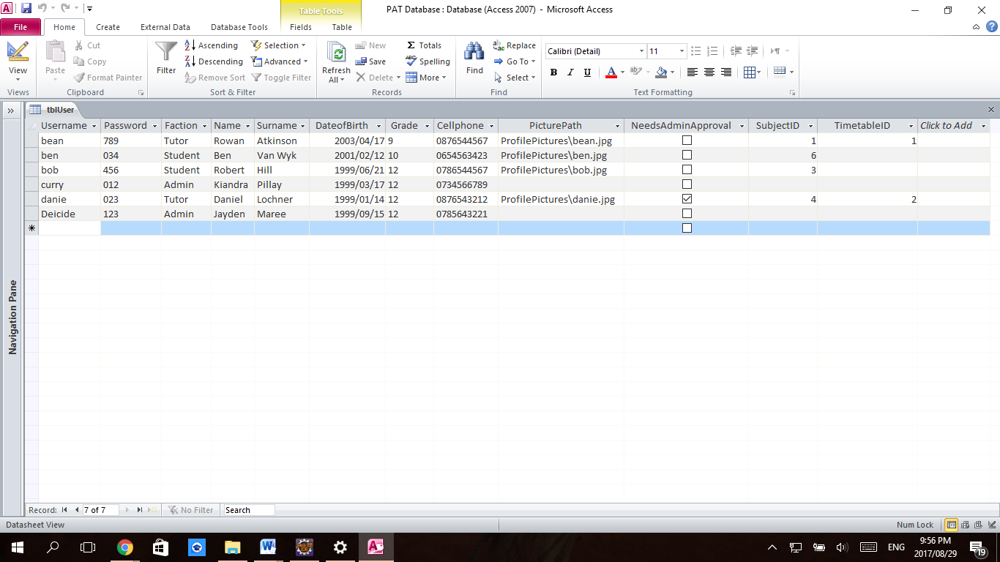 A PAT Database : Database (Access 2007) - Microsoft Access
Table Tools
File Home Create External Data Database Tools Fields Table
View Paste Cut Copy Format Painter Filter Ascending Descending Remove Sort Selection Advanced Toggle Filter Refresh All New Save Delete Totals Spelling More Find Replace Go To Select Calibri (Detail) 11 B I U A ab
Views Clipboard Sort & Filter Records Find Text Formatting
tblUser
Username Password Faction Name Surname DateofBirth Grade Cellphone PicturePath NeedsAdminApproval SubjectID TimetableID Click to Add
bean 789 Tutor Rowan Atkinson 2003/04/17 9 0876544567 ProfilePictures\bean.jpg 1 1
ben 034 Student Ben Van Wyk 2001/02/12 10 0654563423 ProfilePictures\ben.jpg 6
bob 456 Student Robert Hill 1999/06/21 12 0786544567 ProfilePictures\bob.jpg 3
curry 012 Admin Kiandra Pillay 1999/03/17 12 0734566789
danie 023 Tutor Daniel Lochner 1999/01/14 12 0876543212 ProfilePictures\danie.jpg 4 2
Deicide 123 Admin Jayden Maree 1999/09/15 12 0785643221
Navigation Pane
Record: 7 of 7 No Filter Search
Datasheet View Num Lock
ENG 9:56 PM
2017/08/29 19